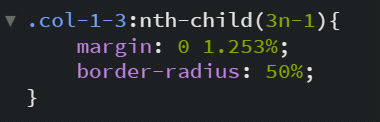 .col-1-3:nth-child(3n-1){
    margin: 0 1.253%;
    border-radius: 50%;
}